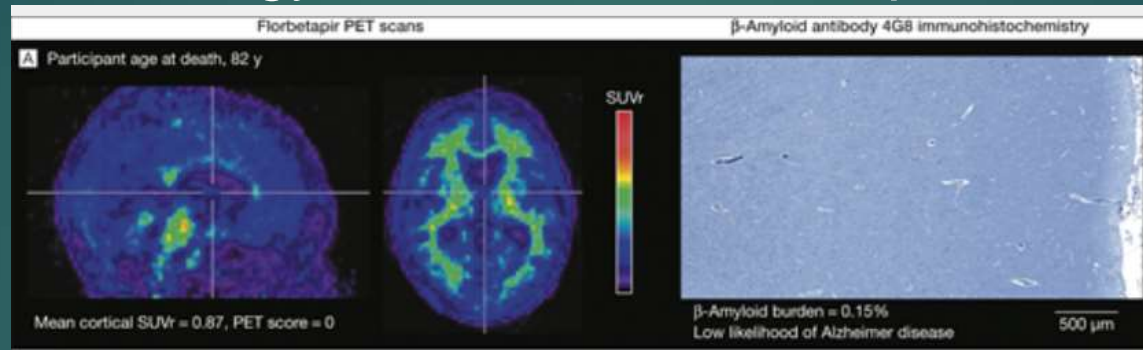 Florbetapir PET scans
β-Amyloid antibody 4G8 immunohistochemistry
A Participant age at death, 82 y
SUVr
Mean cortical SUVr = 0.87, PET score = 0
β-Amyloid burden = 0.15%
Low likelihood of Alzheimer disease
500 µm